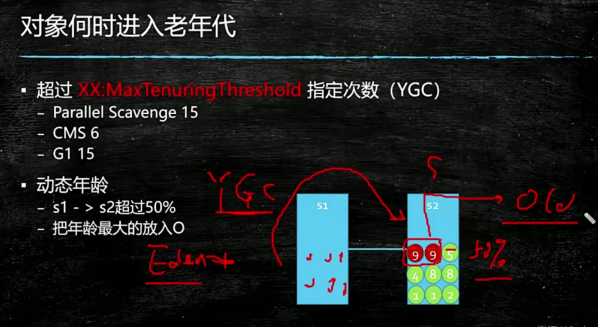 对象何时进入老年代
▪ 超过 XX:MaxTenuringThreshold 指定次数（YGC）
– Parallel Scavenge 15
– CMS 6
– G1 15
▪ 动态年龄
– s1 - > s2超过50%
– 把年龄最大的放入O
YGC
S
S1
S2
Old
Eden +
50%
9 9 5
4 8 8
1 1 2